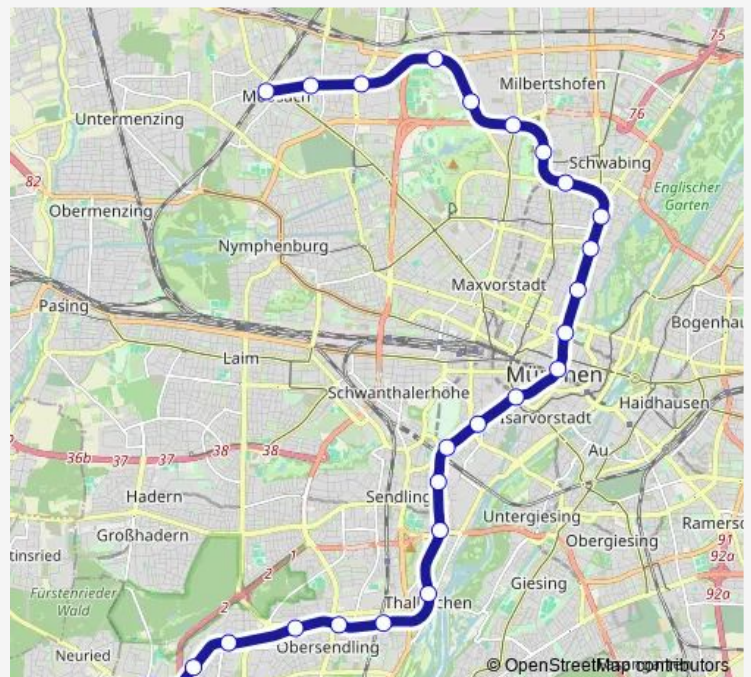 75
Milbertshofen
Untermenzing
76
Schwabing
82
Englischer
Garten
Obermenzing
Nymphenburg
Maxvorstadt
Pasing
Bogenhau
Laim
München
Schwanthalerhöhe
Haidhausen
Isarvorstadt
36b 37 37 38 38
Au
Hadern
Sendling
Untergiesing
Großhadern
Ramersd
Obergiesing
91
92a
tinsried
1
2
Giesing
Fürstenrieder
Wald
2
92a
Obersendling
Neuried
© OpenStreetMap contributors